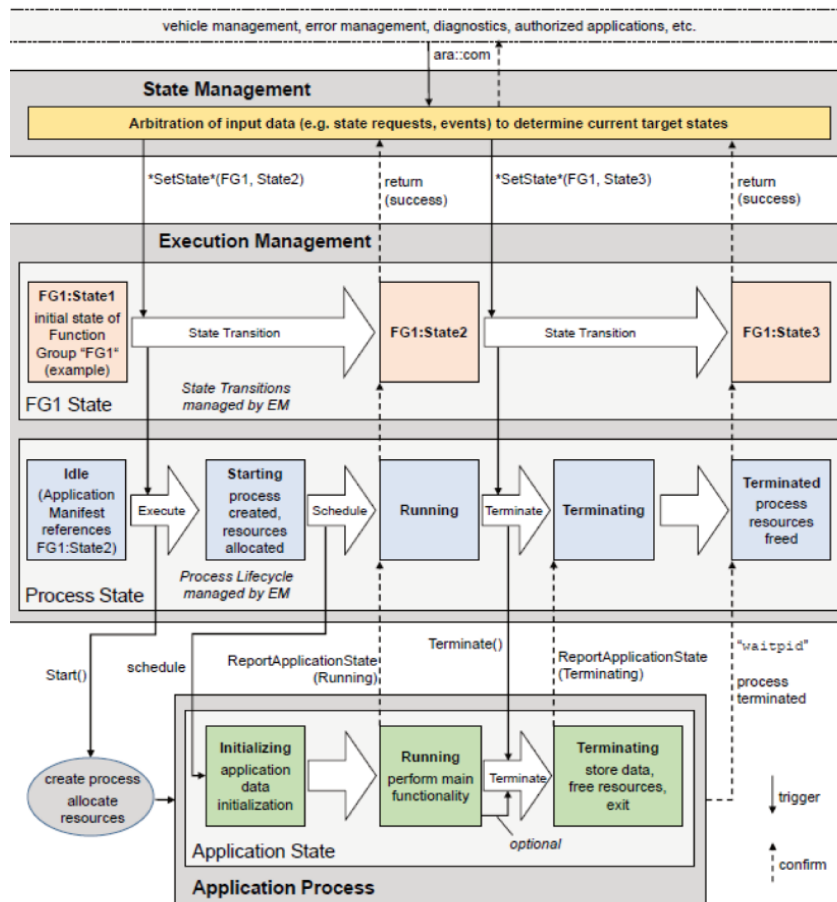 vehicle management, error management, diagnostics, authorized applications, etc.
ara::com
State Management
Arbitration of input data (e.g. state requests, events) to determine current target states
*SetState*(FG1, State2)
return
(success)
*SetState*(FG1, State3)
return
(success)
Execution Management
FG1:State1
initial state of
Function
Group "FG1"
(example)
State Transition
FG1:State2
State Transition
FG1:State3
State Transitions
managed by EM
FG1 State
Idle
(Application
Manifest
references
FG1:State2)
Execute
Starting
process
created,
resources
allocated
Schedule
Running
Terminate
Terminating
Terminated
process
resources
freed
Process Lifecycle
managed by EM
Process State
Start()
schedule
ReportApplicationState
(Running)
Terminate()
ReportApplicationState
(Terminating)
"waitpid"
process
terminated
create process
allocate
resources
Initializing
application
data
initialization
Running
perform main
functionality
Terminate
Terminating
store data,
free resources,
exit
optional
Application State
Application Process
trigger
confirm